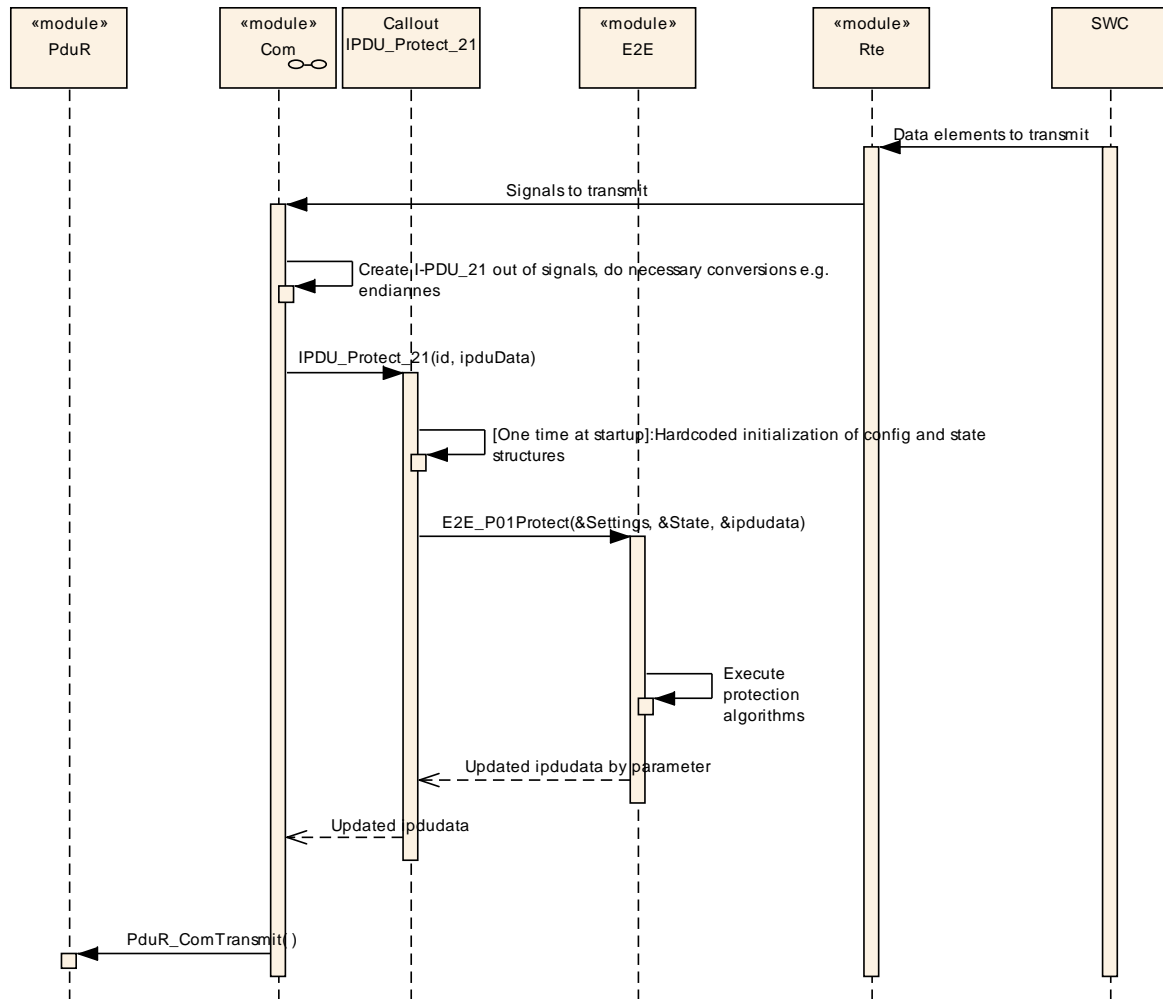 «module»
PduR
«module»
Com
Callout
IPDU_Protect_21
«module»
E2E
«module»
Rte
SWC
Data elements to transmit
Signals to transmit
Create I-PDU_21 out of signals, do necessary conversions e.g.
endiannes
IPDU_Protect_21(id, ipduData)
[One time at startup]:Hardcoded initialization of config and state
structures
E2E_P01Protect(&Settings, &State, &ipdudata)
Execute
protection
algorithms
Updated ipdudata by parameter
Updated ipdudata
PduR_ComTransmit( )